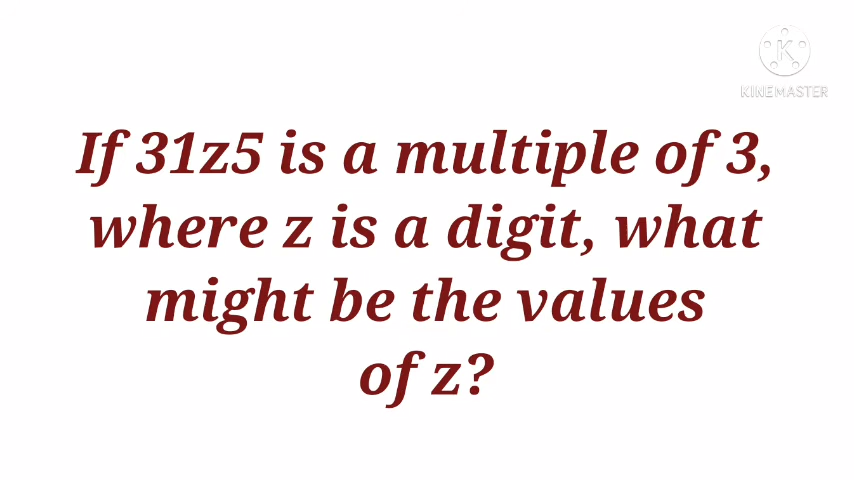 KINEMASTER
If 31z5 is a multiple of 3,
where z is a digit, what
might be the values
of z?